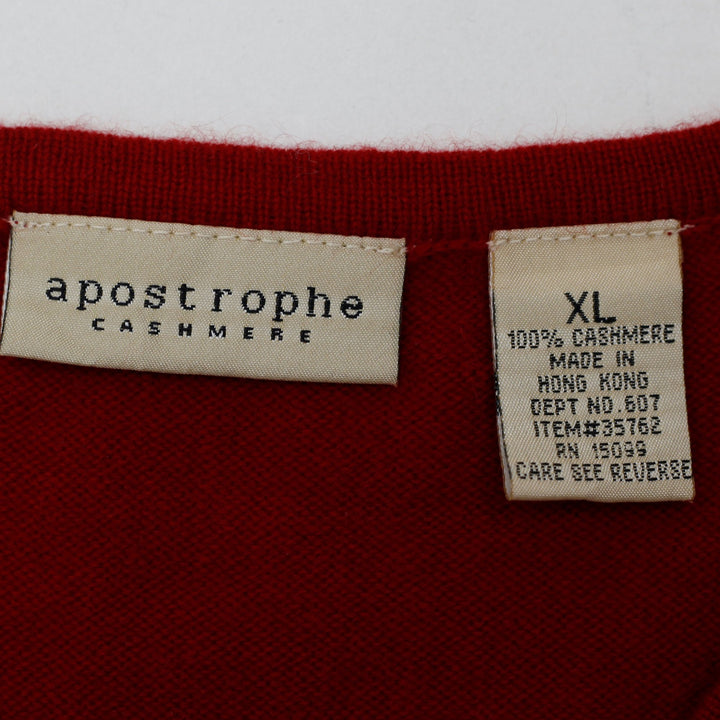 apostrophe
CASHMERE
XL
100% CASHMERE
MADE IN
HONG KONG
DEPT NO.607
ITEM#35762
RN 15099
CARE SEE REVERSE